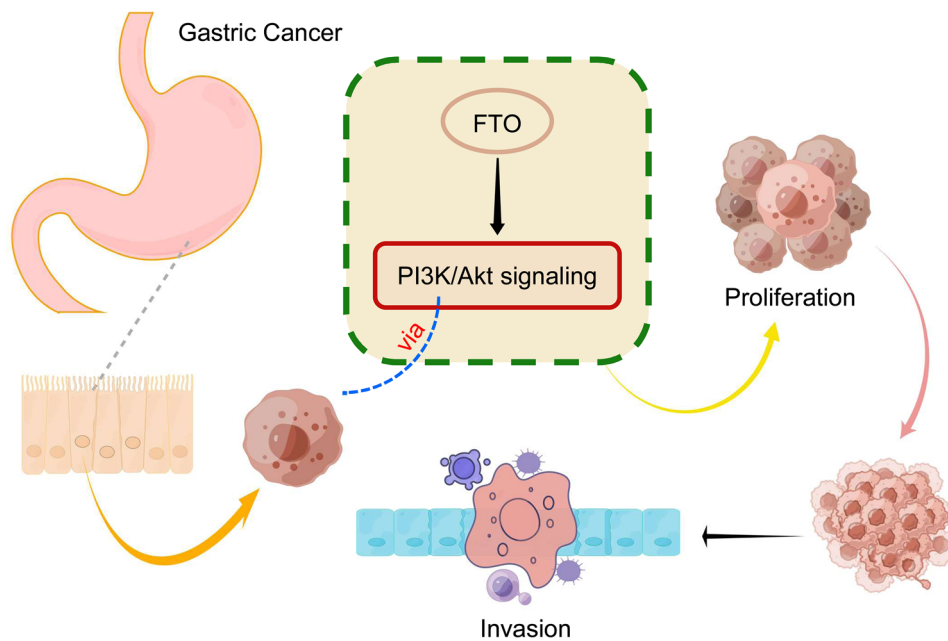 Gastric Cancer
FTO
PI3K/Akt signaling
via
Proliferation
Invasion